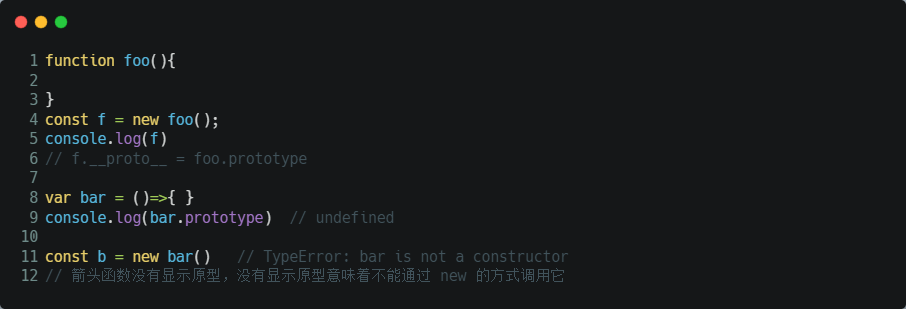 1 function foo(){
2
3 }
4 const f = new foo();
5 console.log(f)
6 // f.__proto__ = foo.prototype
7
8 var bar = ()=>{ }
9 console.log(bar.prototype)  // undefined
10
11 const b = new bar()   // TypeError: bar is not a constructor
12 // 箭头函数没有显示原型，没有显示原型意味着不能通过 new 的方式调用它